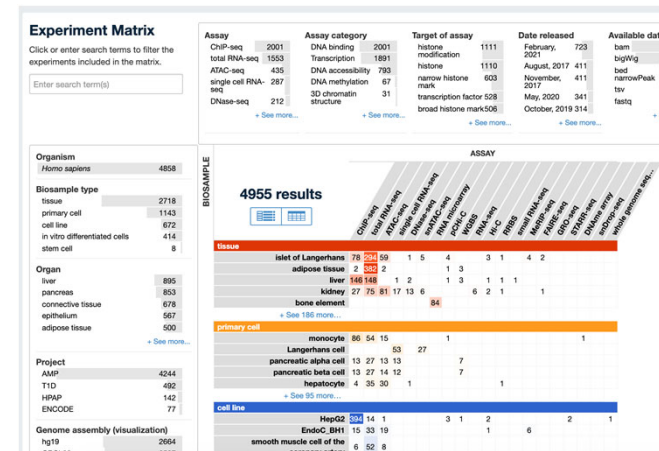 Experiment Matrix
Click or enter search terms to filter the
experiments included in the matrix.
Enter search term(s)
Assay
ChIP-seq 2001
total RNA-seq 1553
ATAC-seq 435
single cell RNA-seq 287
DNase-seq 212
+ See more...
Assay category
DNA binding 2001
Transcription 1891
DNA accessibility 793
DNA methylation 67
3D chromatin structure 31
+ See more...
Target of assay
histone modification 1111
histone 1110
narrow histone mark 603
transcription factor 528
broad histone mark 506
+ See more...
Date released
February, 2021 723
August, 2017 411
November, 2017 411
May, 2020 341
October, 2019 314
+ See more...
Available dat
bam
bigWig
bed narrowPeak
tsv
fastq
+
Organism
Homo sapiens 4858
Biosample type
tissue 2718
primary cell 1143
cell line 672
in vitro differentiated cells 414
stem cell 8
Organ
liver 895
pancreas 853
connective tissue 678
epithelium 567
adipose tissue 500
+ See more...
Project
AMP 4244
T1D 492
HPAP 142
ENCODE 77
Genome assembly (visualization)
hg19 2664
BIOSAMPLE
ASSAY
4955 results
ChIP-seq
total RNA-seq
ATAC-seq
single cell RNA-seq
DNase-seq
snATAC-seq
RNA microarray
pCHi-C
WGBS
RNA-seq
Hi-C
RRBS
small RNA-seq
MeRIP-seq
FAIRE-seq
GRO-seq
STARR-seq
DNAme array
snDrop-seq
whole genome seq...
tissue
islet of Langerhans 78 294 59 1 5 4 3 1 4 2
adipose tissue 2 382 2 1 3
liver 146 148 1 2 1 3 1 1 1
kidney 27 75 81 17 13 6 6 2 1 1
bone element 84
+ See 186 more...
primary cell
monocyte 86 54 15 1 1
Langerhans cell 53 27
pancreatic alpha cell 13 27 13 13 7
pancreatic beta cell 13 27 14 12 7
hepatocyte 4 35 30 1 1
+ See 95 more...
cell line
HepG2 394 14 1 3 1 2 2 1
EndoC_BH1 15 33 19 1 6
smooth muscle cell of the 6 52 8